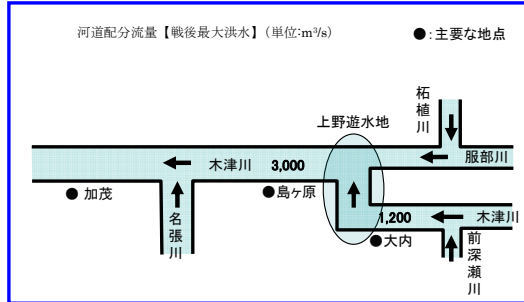 河道配分流量【戦後最大洪水】(単位:m³/s)
●:主要な地点
柘植川
上野遊水地
服部川
木津川
3,000
●加茂
●島ヶ原
名張川
1,200
木津川
●大内
前深瀬川